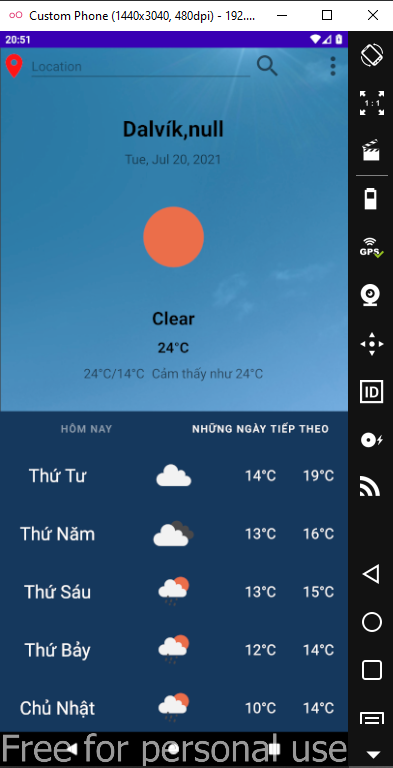 Custom Phone (1440x3040, 480dpi) - 192....
20:51
Location
1 : 1
Dalvík,null
Tue, Jul 20, 2021
GPS
Clear
24°C
24°C/14°C Cảm thấy như 24°C
ID
HÔM NAY NHỮNG NGÀY TIẾP THEO
Thứ Tư 14°C 19°C
Thứ Năm 13°C 16°C
Thứ Sáu 13°C 15°C
Thứ Bảy 12°C 14°C
Chủ Nhật 10°C 14°C
Free for personal use